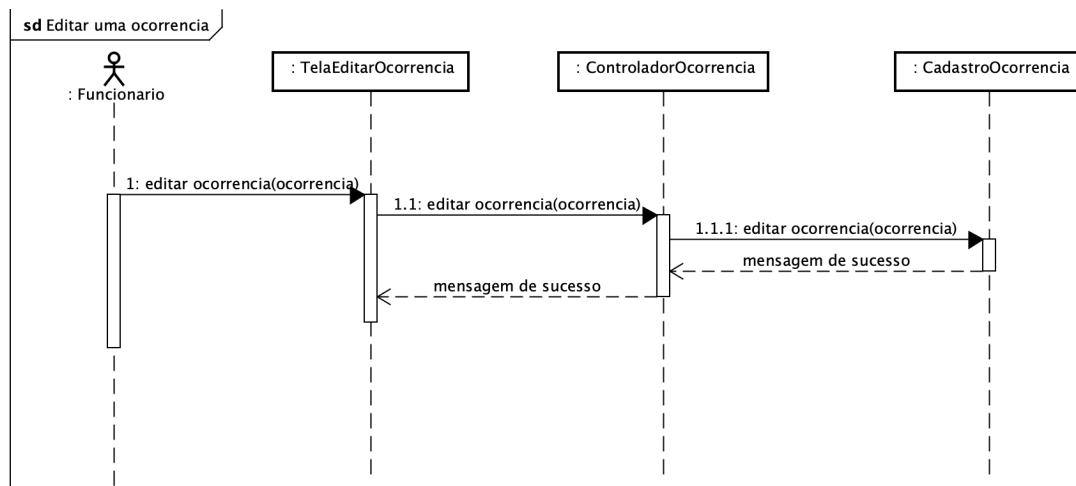 sd Editar uma ocorrencia
: Funcionario
: TelaEditarOcorrencia
: ControladorOcorrencia
: CadastroOcorrencia
1: editar ocorrencia(ocorrencia)
1.1: editar ocorrencia(ocorrencia)
1.1.1: editar ocorrencia(ocorrencia)
mensagem de sucesso
mensagem de sucesso